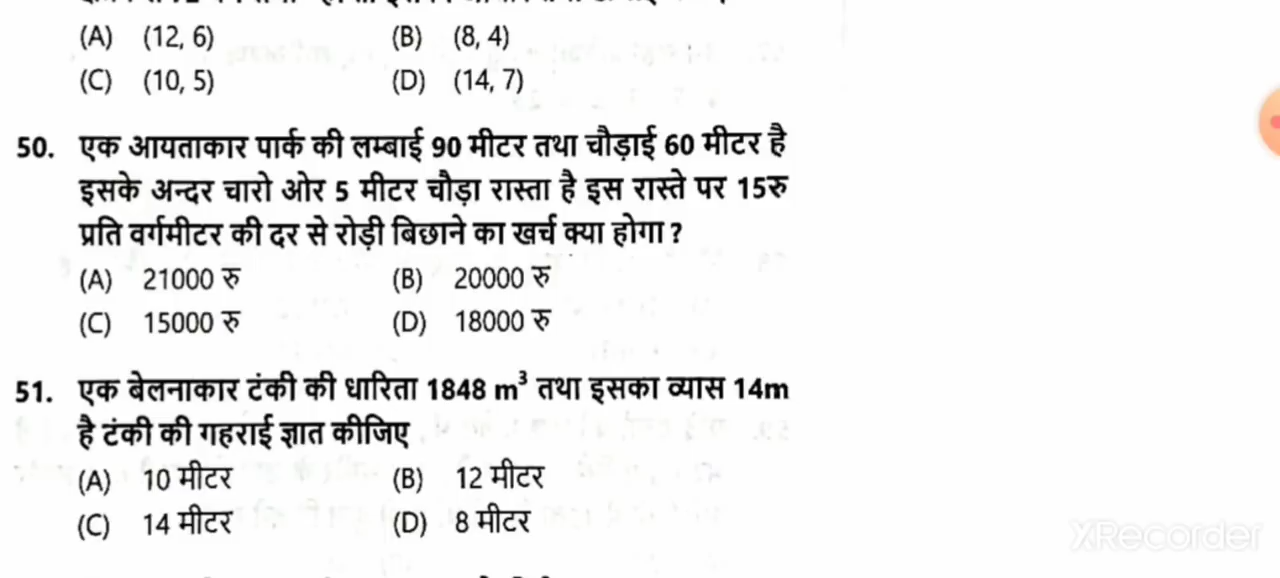 (A) (12, 6) (B) (8, 4)
(C) (10, 5) (D) (14, 7)
50. एक आयताकार पार्क की लम्बाई 90 मीटर तथा चौड़ाई 60 मीटर है
इसके अन्दर चारो ओर 5 मीटर चौड़ा रास्ता है इस रास्ते पर 15रु
प्रति वर्गमीटर की दर से रोड़ी बिछाने का खर्च क्या होगा ?
(A) 21000 रु (B) 20000 रु
(C) 15000 रु (D) 18000 रु
51. एक बेलनाकार टंकी की धारिता 1848 m³ तथा इसका व्यास 14m
है टंकी की गहराई ज्ञात कीजिए
(A) 10 मीटर (B) 12 मीटर
(C) 14 मीटर (D) 8 मीटर
XRecorder